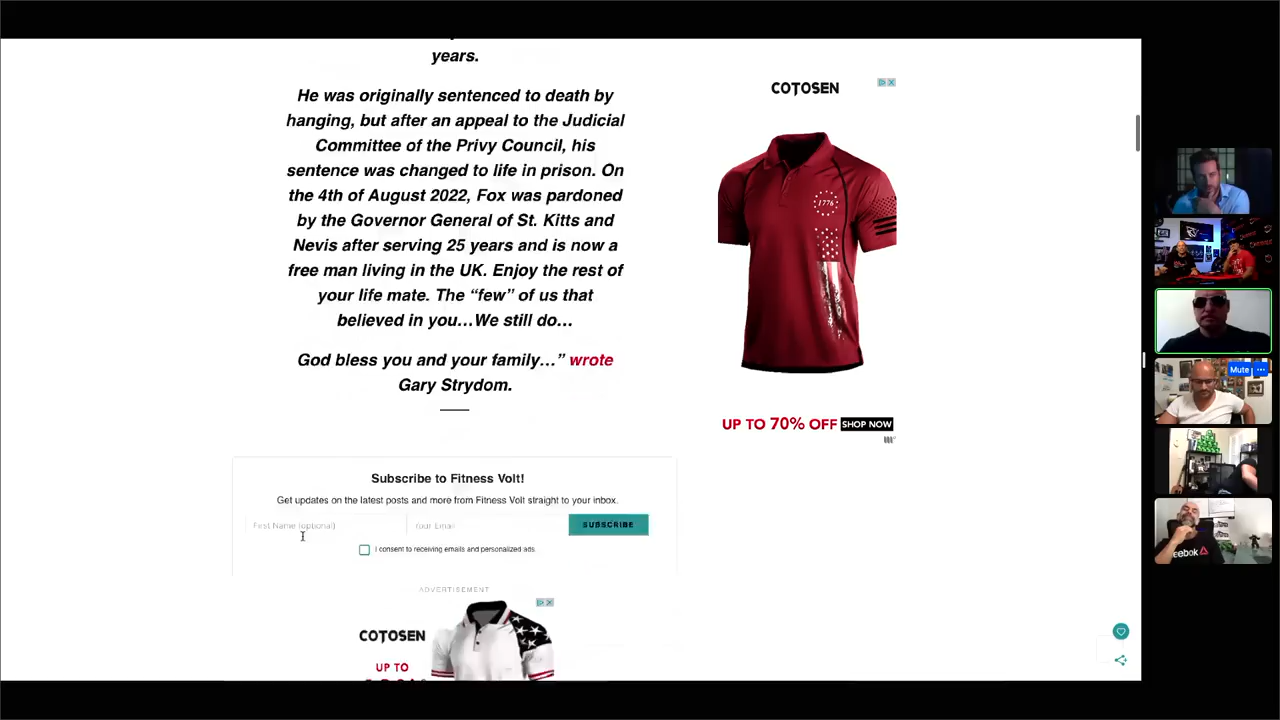 years.
He was originally sentenced to death by
hanging, but after an appeal to the Judicial
Committee of the Privy Council, his
sentence was changed to life in prison. On
the 4th of August 2022, Fox was pardoned
by the Governor General of St. Kitts and
Nevis after serving 25 years and is now a
free man living in the UK. Enjoy the rest of
your life mate. The “few” of us that
believed in you…We still do…
God bless you and your family…” wrote
Gary Strydom.
Subscribe to Fitness Volt!
Get updates on the latest posts and more from Fitness Volt straight to your inbox.
First Name (optional)
Your Email
SUBSCRIBE
I consent to receiving emails and personalized ads.
ADVERTISEMENT
COTOSEN
UP TO
COTOSEN
1776
UP TO 70% OFF SHOP NOW
Mute
Reebok